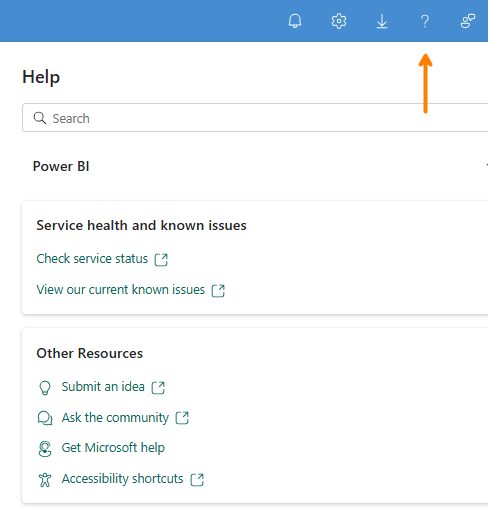 ?
Help
Search
Power BI
Service health and known issues
Check service status
View our current known issues
Other Resources
Submit an idea
Ask the community
Get Microsoft help
Accessibility shortcuts